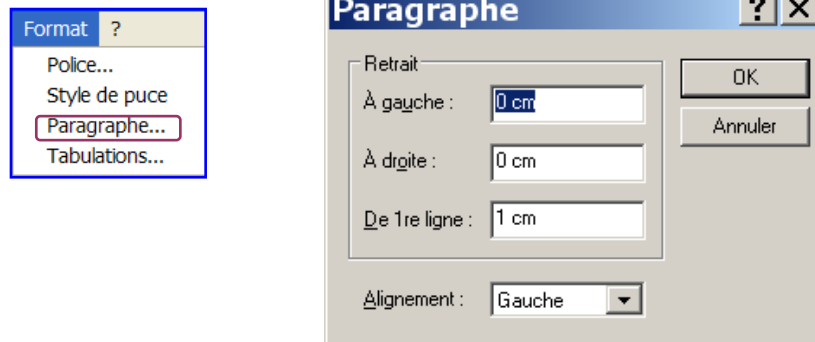 Format ?
Police...
Style de puce
Paragraphe...
Tabulations...
Paragraphe ? X
Retrait
À gauche : 0 cm
À droite : 0 cm
De 1re ligne : 1 cm
Alignement : Gauche
OK
Annuler